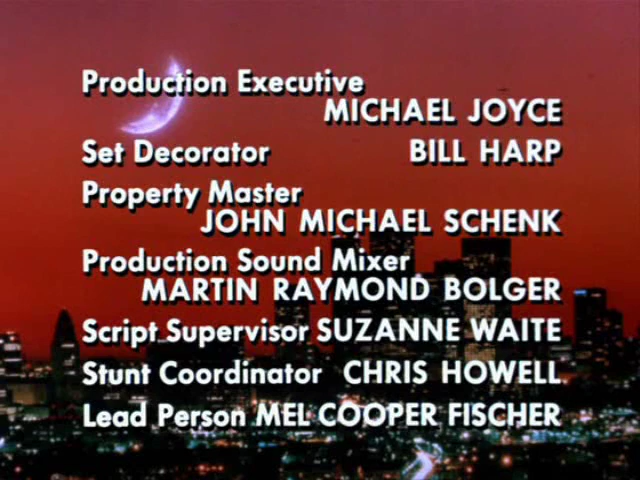 Production Executive
MICHAEL JOYCE
Set Decorator BILL HARP
Property Master
JOHN MICHAEL SCHENK
Production Sound Mixer
MARTIN RAYMOND BOLGER
Script Supervisor SUZANNE WAITE
Stunt Coordinator CHRIS HOWELL
Lead Person MEL COOPER FISCHER